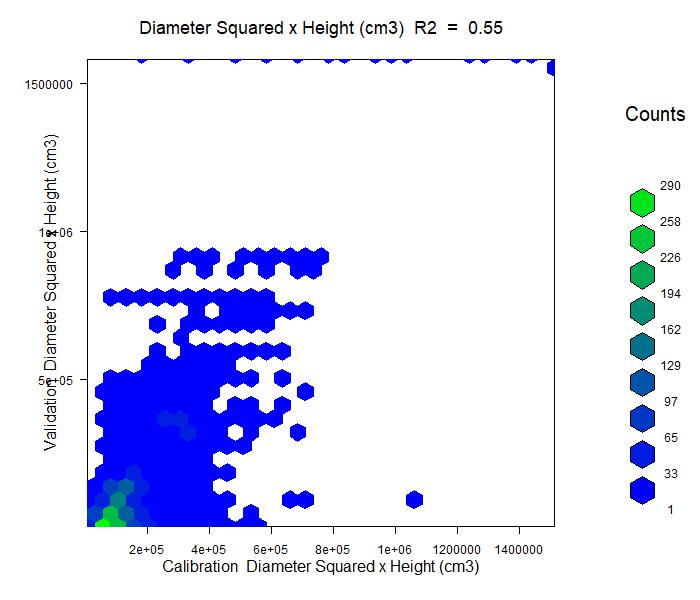 Diameter Squared x Height (cm3) R2 = 0.55
Counts
1500000
1e+06
5e+05
Validation Diameter Squared x Height (cm3)
290
258
226
194
162
129
97
65
33
1
2e+05 4e+05 6e+05 8e+05 1e+06 1200000 1400000
Calibration Diameter Squared x Height (cm3)